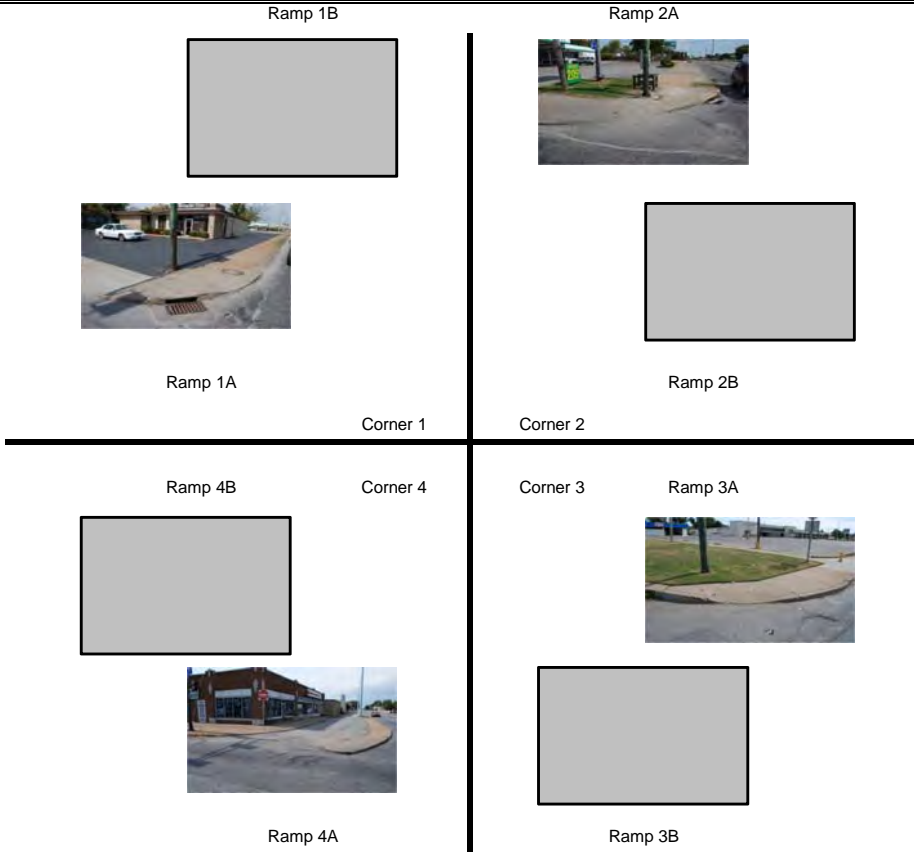 Ramp 1B
Ramp 2A
Ramp 1A
Ramp 2B
Corner 1
Corner 2
Ramp 4B
Corner 4
Corner 3
Ramp 3A
Ramp 4A
Ramp 3B